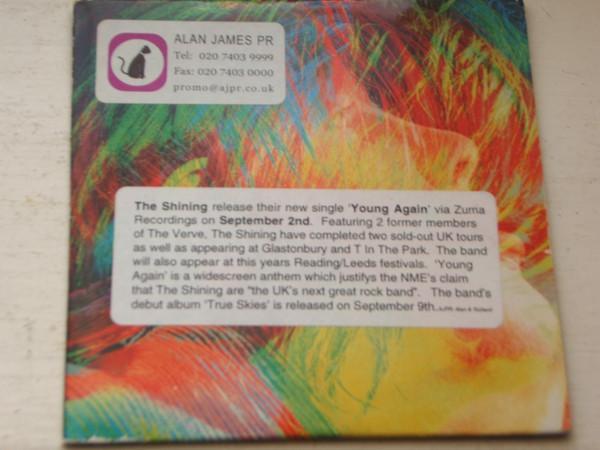 ALAN JAMES PR
Tel: 020 7403 9999
Fax: 020 7403 0000
promo@ajpr.co.uk
The Shining release their new single 'Young Again' via Zuma
Recordings on September 2nd. Featuring 2 former members
of The Verve, The Shining have completed two sold-out UK tours
as well as appearing at Glastonbury and T In The Park. The band
will also appear at this years Reading/Leeds festivals. 'Young
Again' is a widescreen anthem which justifys the NME's claim
that The Shining are "the UK's next great rock band". The band's
debut album 'True Skies' is released on September 9th.